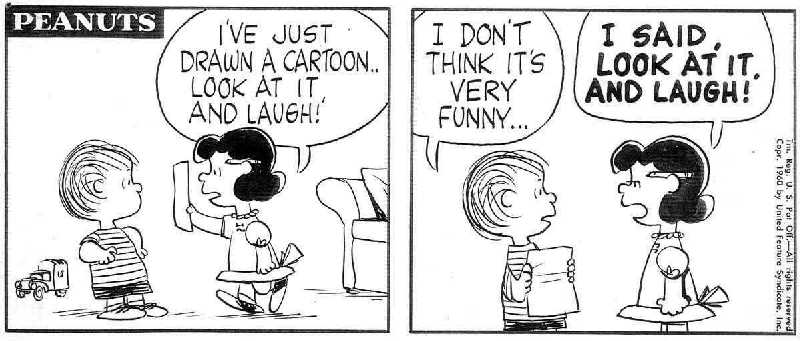 PEANUTS
I'VE JUST
DRAWN A CARTOON..
LOOK AT IT,
AND LAUGH!
I DON'T
THINK IT'S
VERY
FUNNY...
I SAID,
LOOK AT IT,
AND LAUGH!
Tm. Reg. U. S. Pat Off.—All rights reserved
Copr. 1960 by United Feature Syndicate, Inc.